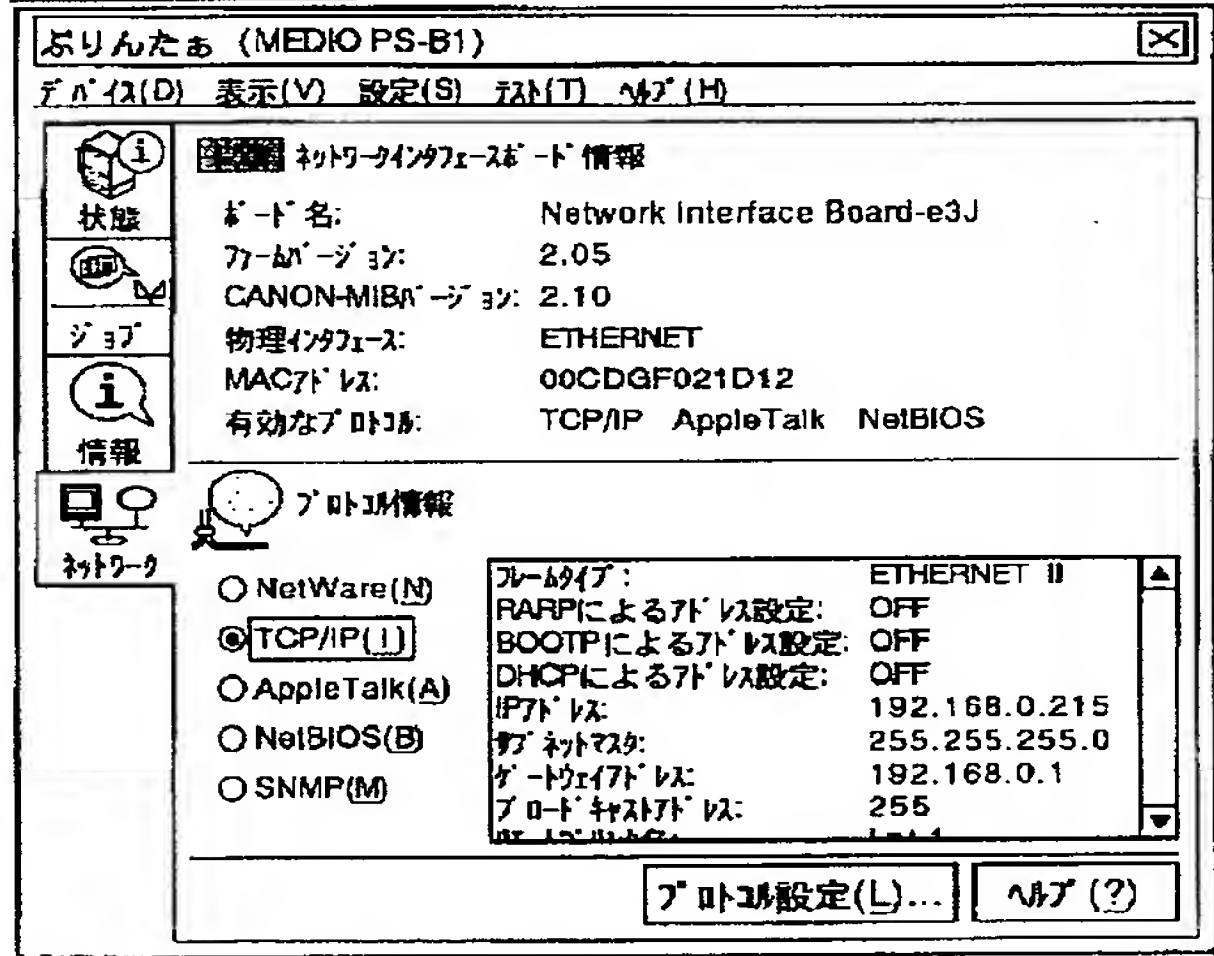 ぷりんたぁ (MEDIO PS-B1)
ﾃﾞﾊﾞｲｽ(D) 表示(V) 設定(S) ﾃｽﾄ(T) ﾍﾙﾌﾟ(H)
状態
ｼﾞｮﾌﾞ
情報
ﾈｯﾄﾜｰｸ
ﾈｯﾄﾜｰｸｲﾝﾀﾌェｰｽﾎﾞｰﾄﾞ情報
ﾎﾞｰﾄﾞ名: Network Interface Board-e3J
ﾌｧｰﾑﾊﾞｰｼﾞｮﾝ: 2.05
CANON-MIBﾊﾞｰｼﾞｮﾝ: 2.10
物理ｲﾝﾀﾌｪｰｽ: ETHERNET
MACｱﾄﾞﾚｽ: 00CDGF021D12
有効なﾌﾟﾛﾄｺﾙ: TCP/IP AppleTalk NetBIOS
ﾌﾟﾛﾄｺﾙ情報
NetWare(N)
TCP/IP(I)
AppleTalk(A)
NetBIOS(B)
SNMP(M)
ﾌﾚｰﾑﾀｲﾌﾟ: ETHERNET II
RARPによるｱﾄﾞﾚｽ設定: OFF
BOOTPによるｱﾄﾞﾚｽ設定: OFF
DHCPによるｱﾄﾞﾚｽ設定: OFF
IPｱﾄﾞﾚｽ: 192.168.0.215
ｻﾌﾞﾈｯﾄﾏｽﾀ: 255.255.255.0
ｹﾞｰﾄｳｪｲｱﾄﾞﾚｽ: 192.168.0.1
ﾌﾞﾛｰﾄﾞｷｬｽﾄｱﾄﾞﾚｽ: 255
ﾌﾟﾛﾄｺﾙ設定(L)... ﾍﾙﾌﾟ(?)